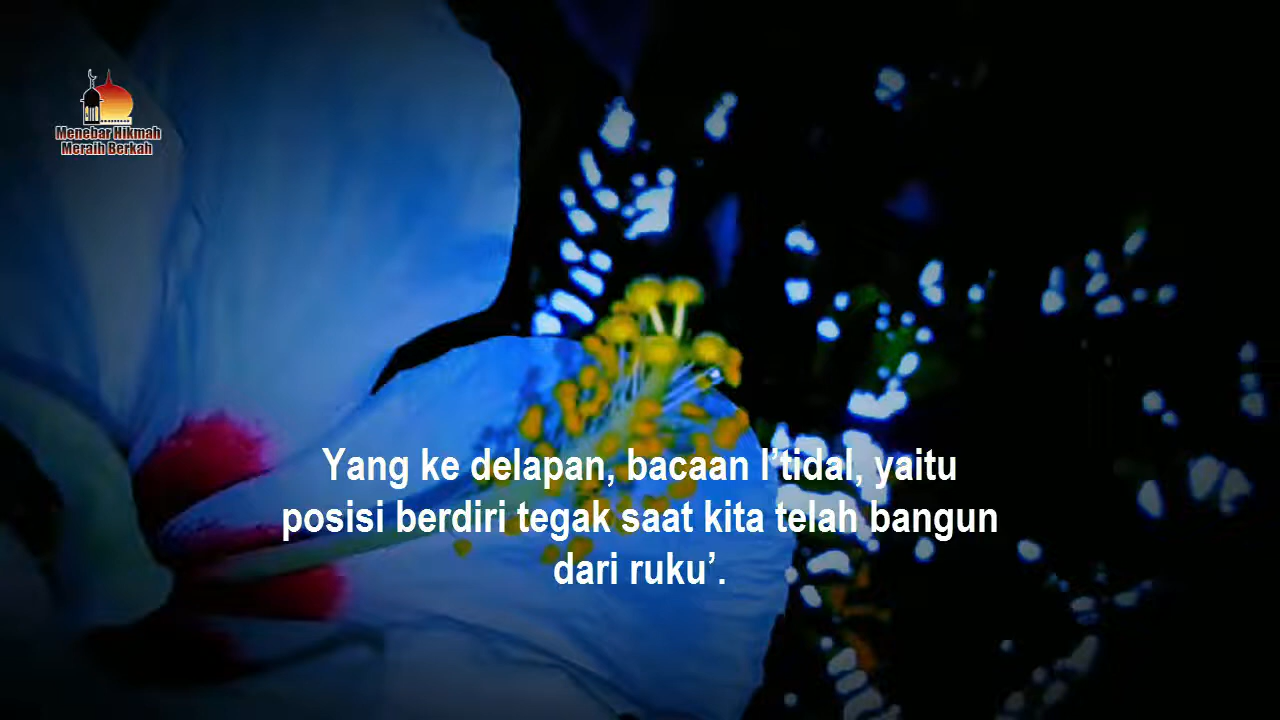 Menebar Hikmah
Meraih Berkah
Yang ke delapan, bacaan I’tidal, yaitu
posisi berdiri tegak saat kita telah bangun
dari ruku’.